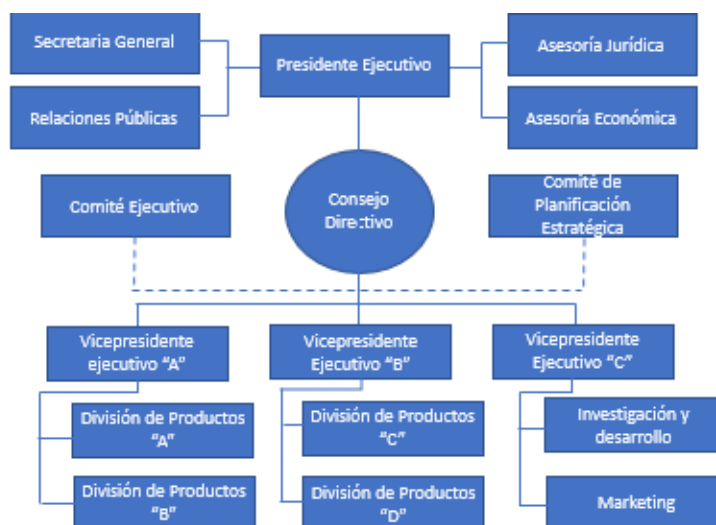 Secretaria General
Presidente Ejecutivo
Asesoría Jurídica
Relaciones Públicas
Asesoría Económica
Comité Ejecutivo
Consejo
Directivo
Comité de
Planificación
Estratégica
Vicepresidente
ejecutivo “A”
Vicepresidente
Ejecutivo “B”
Vicepresidente
Ejecutivo “C”
División de Productos
“A”
División de Productos
“C”
Investigación y
desarrollo
División de Productos
“B”
División de Productos
“D”
Marketing